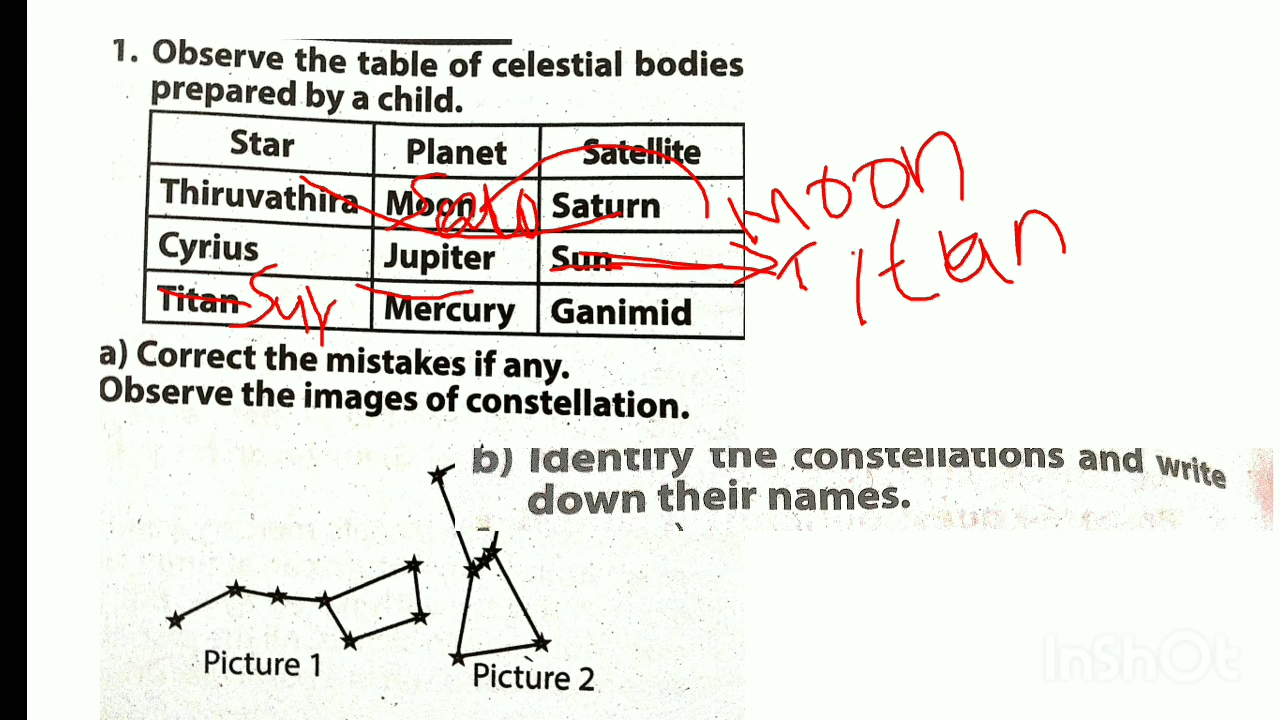 1. Observe the table of celestial bodies
prepared by a child.
Star Planet Satellite
Thiruvathira Moon Saturn
Cyrius Jupiter Sun
Titan Mercury Ganimid
Moon
Titan
Sun
a) Correct the mistakes if any.
Observe the images of constellation.
b) Identify the constellations and write
down their names.
Picture 1
Picture 2
InShOt